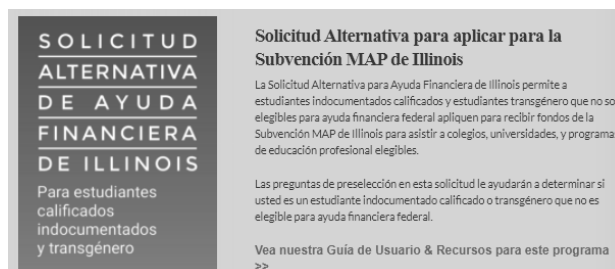 SOLICITUD
ALTERNATIVA
DE AYUDA
FINANCIERA
DE ILLINOIS
Para estudiantes
calificados
indocumentados
y transgénero
Solicitud Alternativa para aplicar para la
Subvención MAP de Illinois
La Solicitud Alternativa para Ayuda Financiera de Illinois permite a
estudiantes indocumentados calificados y estudiantes transgénero que no so
elegibles para ayuda financiera federal apliquen para recibir fondos de la
Subvención MAP de Illinois para asistir a colegios, universidades, y programa
de educación profesional elegibles.
Las preguntas de preselección en esta solicitud le ayudarán a determinar si
usted es un estudiante indocumentado calificado o transgénero que no es
elegible para ayuda financiera federal.
Vea nuestra Guía de Usuario & Recursos para este programa
>>